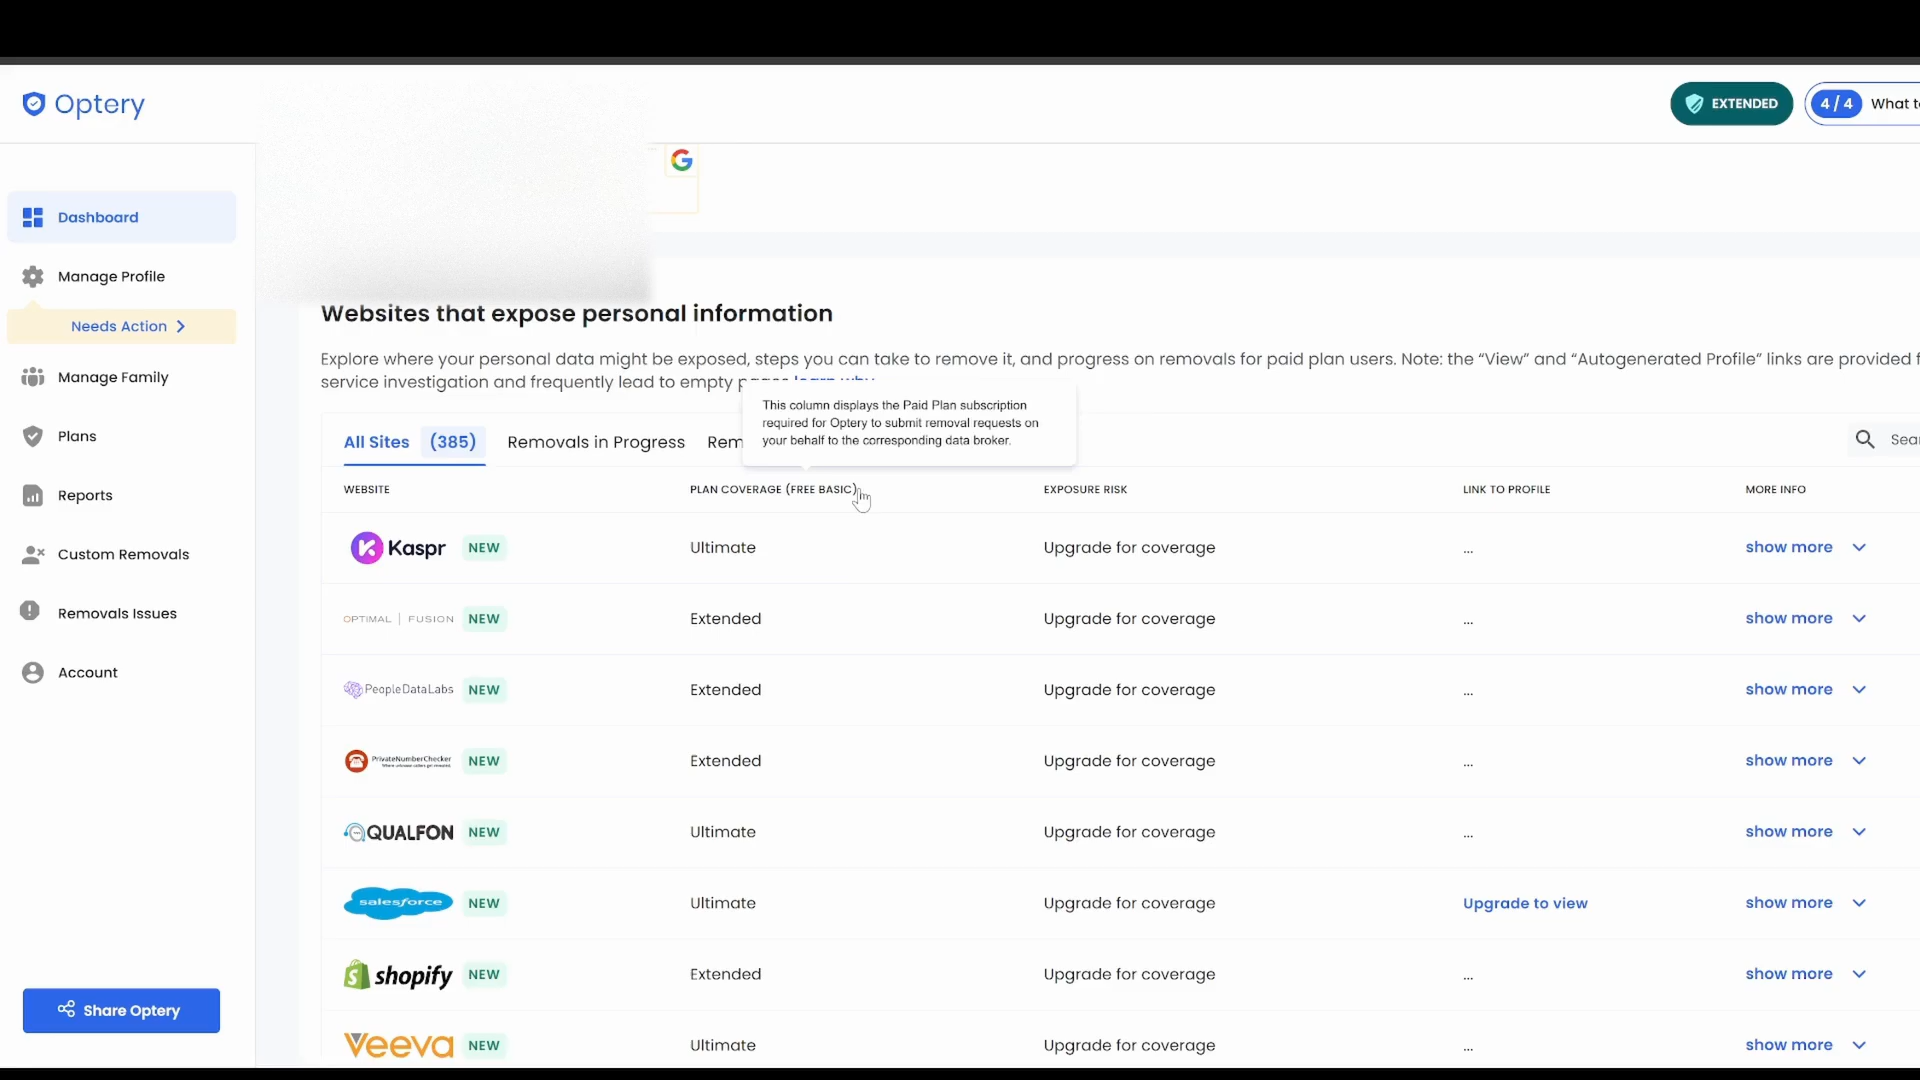 Optery
EXTENDED
4 / 4 What t
Dashboard
Manage Profile
Needs Action
Manage Family
Plans
Reports
Custom Removals
Removals Issues
Account
Share Optery
Websites that expose personal information
Explore where your personal data might be exposed, steps you can take to remove it, and progress on removals for paid plan users. Note: the “View” and “Autogenerated Profile” links are provided f
service investigation and frequently lead to empty pages learn why
This column displays the Paid Plan subscription
required for Optery to submit removal requests on
your behalf to the corresponding data broker.
All Sites (385) Removals in Progress Rem
Sear
WEBSITE PLAN COVERAGE (FREE BASIC) EXPOSURE RISK LINK TO PROFILE MORE INFO
Kaspr NEW Ultimate Upgrade for coverage ... show more
OPTIMAL | FUSION NEW Extended Upgrade for coverage ... show more
PeopleDataLabs NEW Extended Upgrade for coverage ... show more
PrivateNumberChecker NEW Extended Upgrade for coverage ... show more
Where unknown callers get revealed.
QUALFON NEW Ultimate Upgrade for coverage ... show more
salesforce NEW Ultimate Upgrade for coverage Upgrade to view show more
shopify NEW Extended Upgrade for coverage ... show more
Veeva NEW Ultimate Upgrade for coverage ... show more